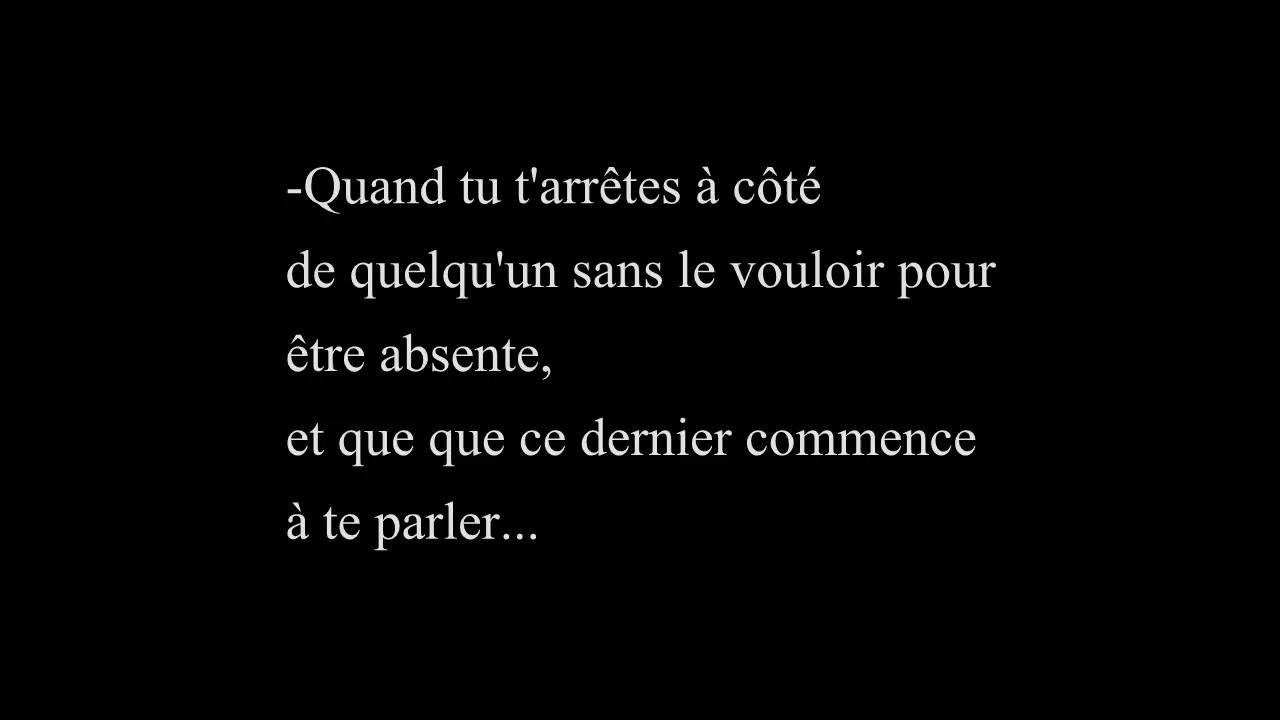 -Quand tu t'arrêtes à côté
de quelqu'un sans le vouloir pour
être absente,
et que que ce dernier commence
à te parler...